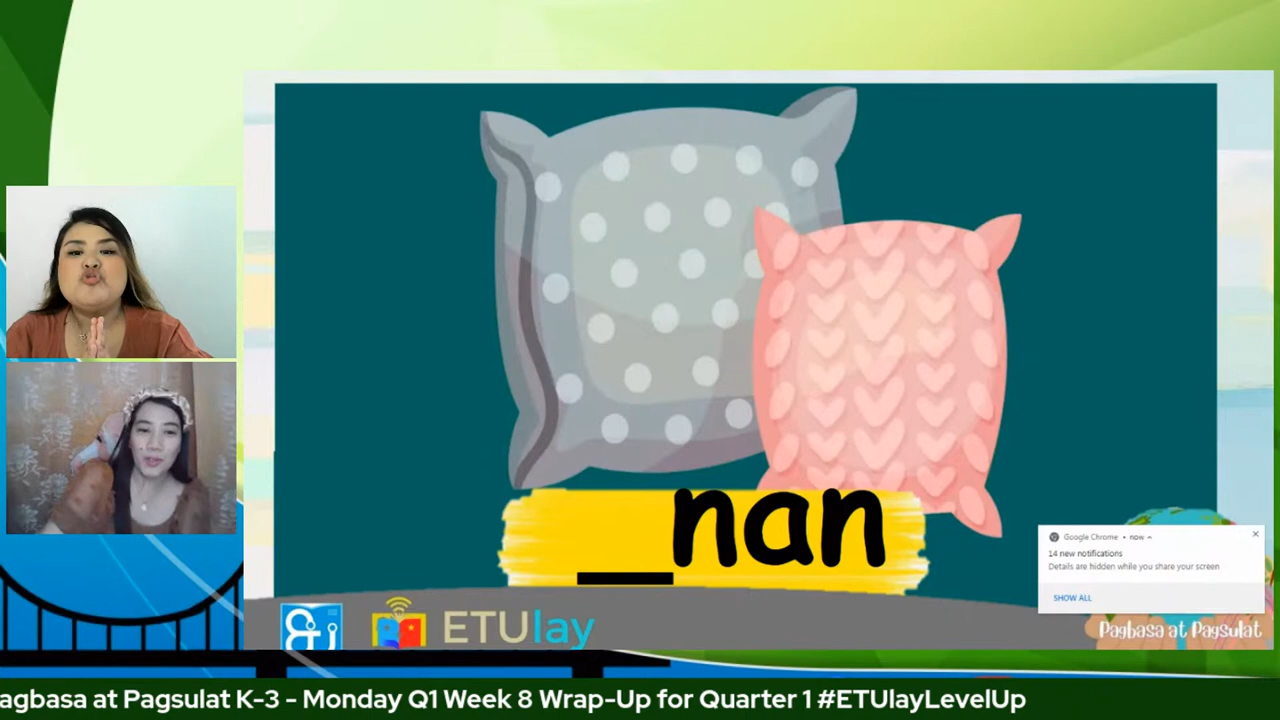 _nan
Google Chrome • now
14 new notifications
Details are hidden while you share your screen
SHOW ALL
ETUlay
Pagbasa at Pagsulat
agbasa at Pagsulat K-3 - Monday Q1 Week 8 Wrap-Up for Quarter 1 #ETUlayLevelUp